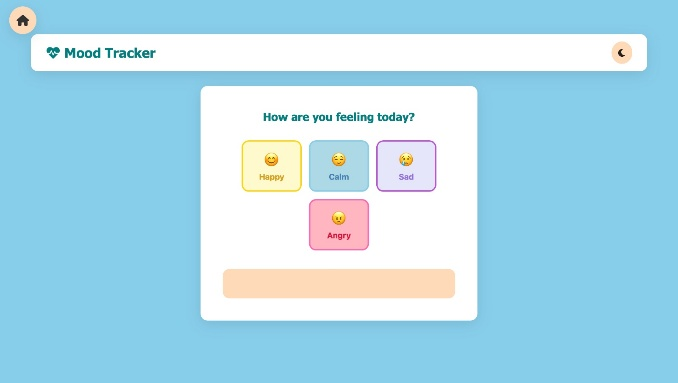 Mood Tracker
How are you feeling today?
Happy
Calm
Sad
Angry